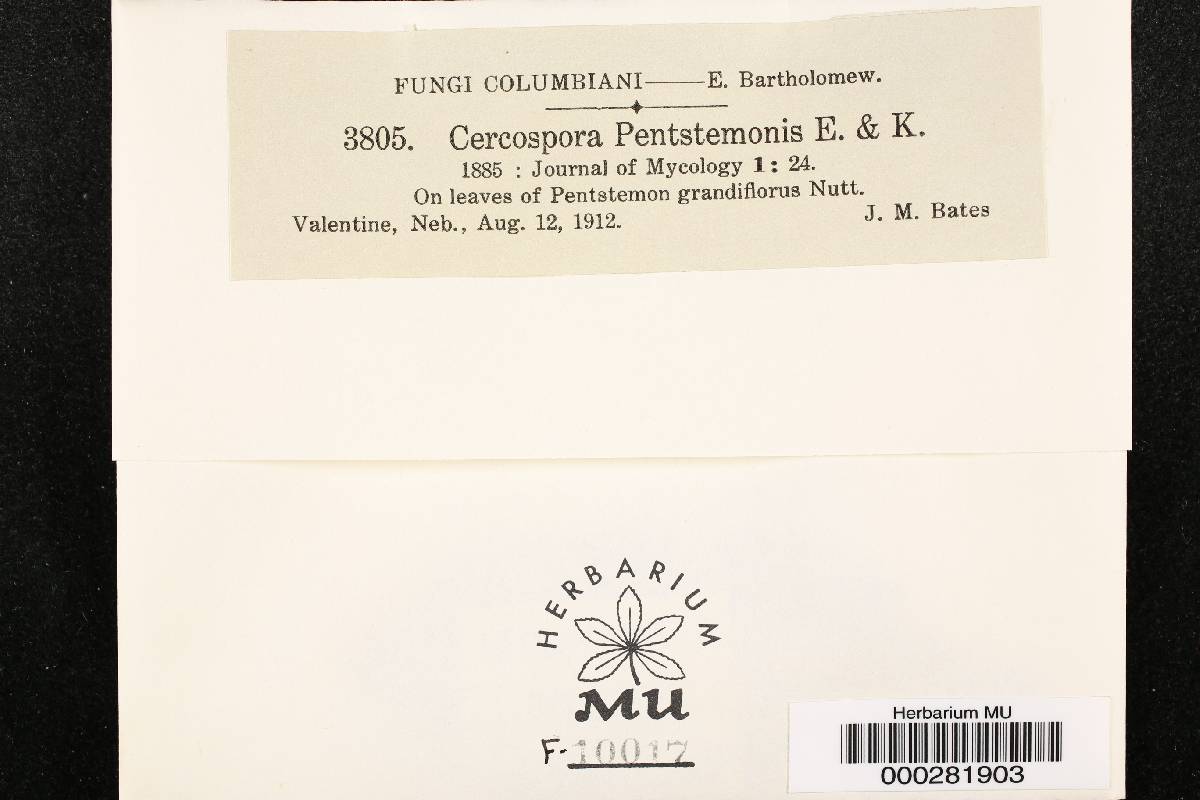 FUNGI COLUMBIANI——E. Bartholomew.
3805. Cercospora Pentstemonis E. & K.
1885 : Journal of Mycology 1: 24.
On leaves of Pentstemon grandiflorus Nutt.
Valentine, Neb., Aug. 12, 1912. J. M. Bates
HERBARIUM
MU
F-10017
Herbarium MU
000281903